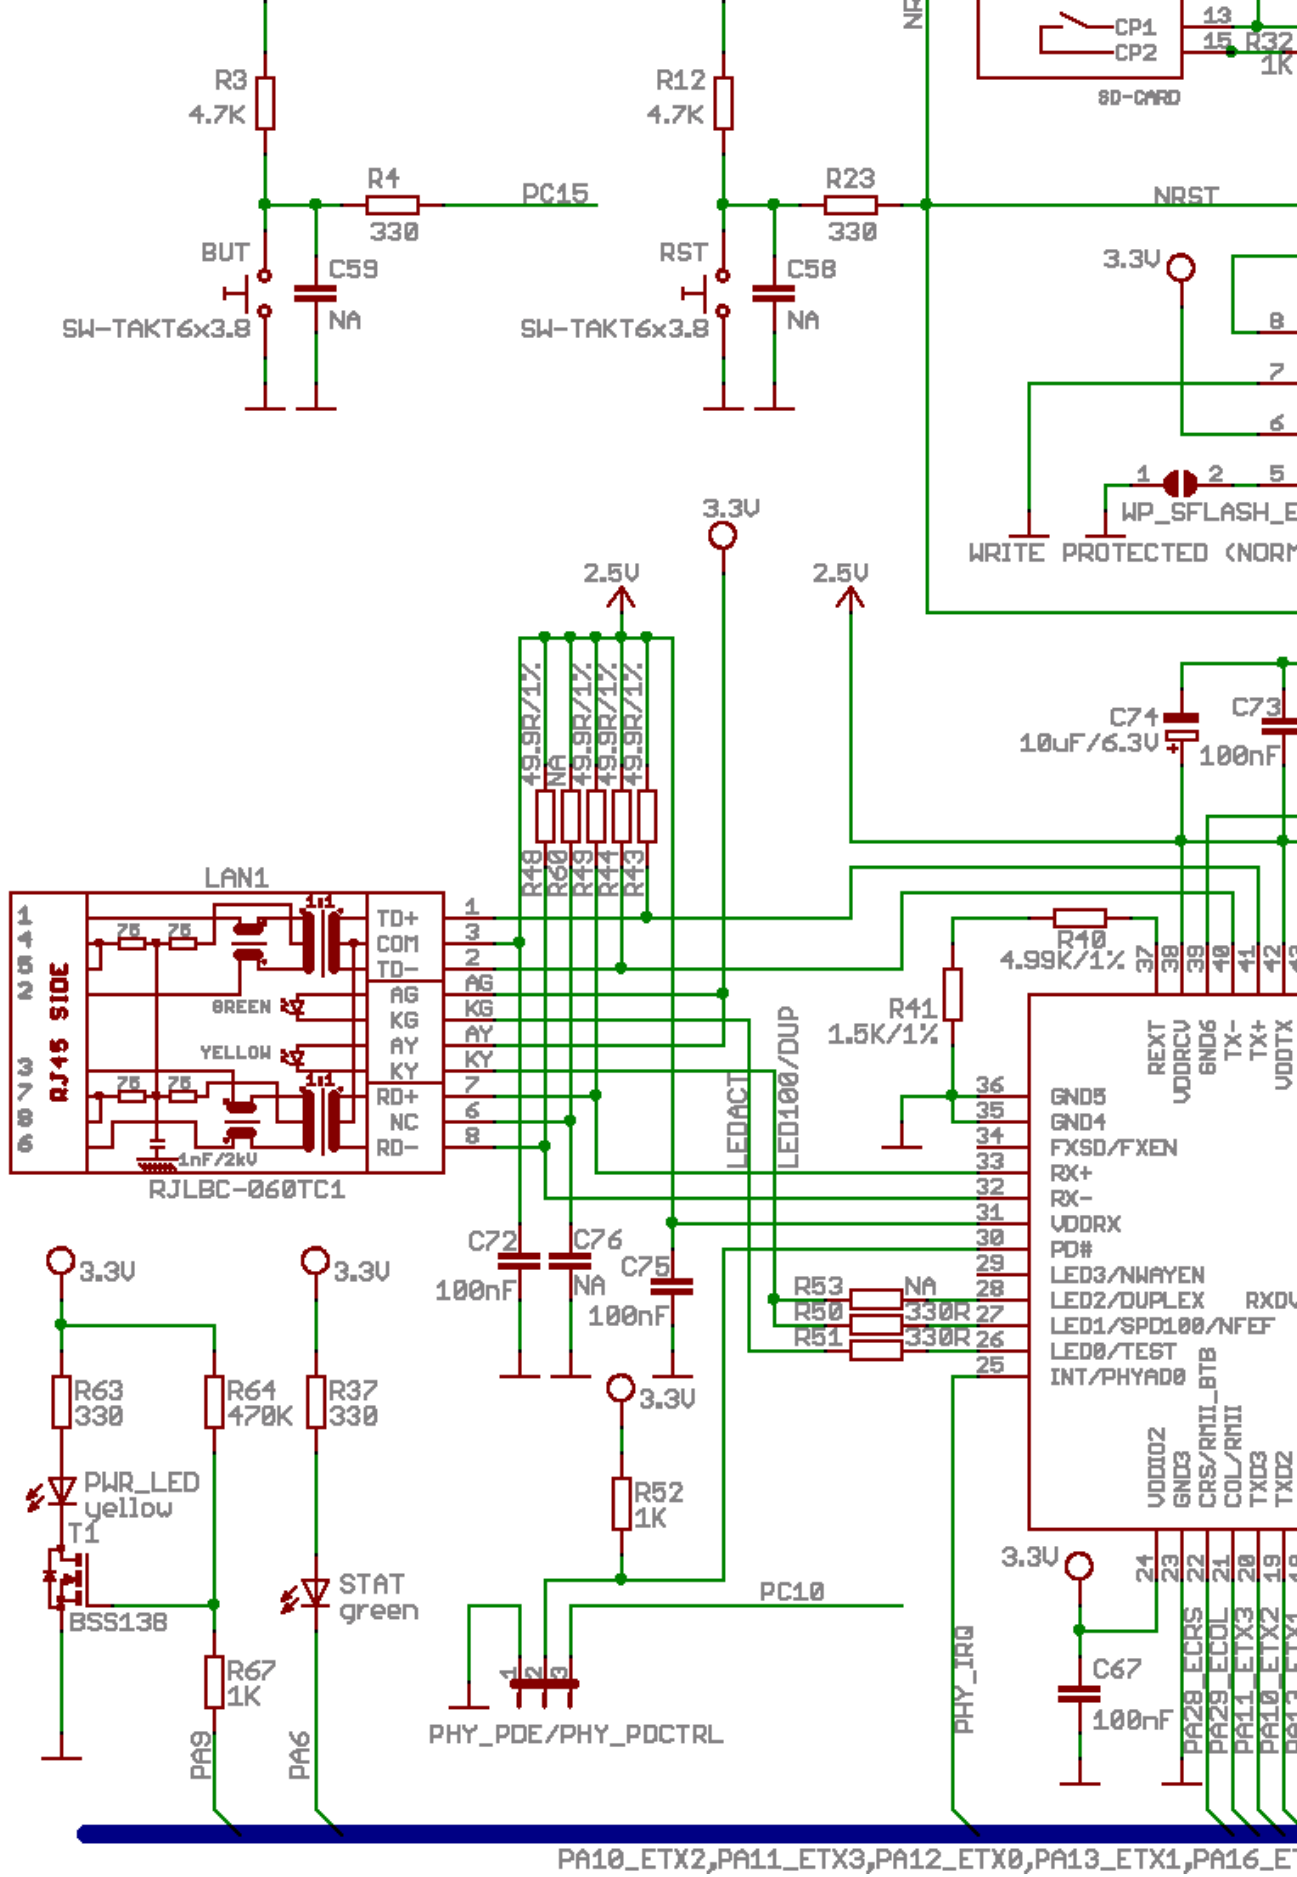 NR
CP1
CP2
13
15
R32
1K
SD-CARD
R3
4.7K
R12
4.7K
R4
330
PC15
R23
330
NRST
BUT
SW-TAKT6x3.8
C59
NA
RST
SW-TAKT6x3.8
C58
NA
3.3V
8
7
6
1
2
5
WP_SFLASH_E
WRITE PROTECTED (NORM
3.3V
2.5V
2.5V
49.9R/1%
NA
49.9R/1%
49.9R/1%
49.9R/1%
R48
R60
R49
R44
R43
C74
10uF/6.3V
C73
100nF
LAN1
RJ45 SIDE
1
4
5
2
3
7
8
6
75
75
1:1
GREEN
YELLOW
75
75
1:1
1nF/2kV
TD+
COM
TD-
AG
KG
AY
KY
RD+
NC
RD-
1
3
2
AG
KG
AY
KY
7
6
8
RJLBC-060TC1
LEDACT
LED100/DUP
R40
4.99K/1%
R41
1.5K/1%
37
38
39
40
41
42
43
REXT
VDDRCV
GND6
TX-
TX+
VDDTX
36
GND5
35
GND4
34
FXSD/FXEN
33
RX+
32
RX-
31
VDDRX
30
PD#
29
LED3/NWAYEN
28
LED2/DUPLEX
RXDV
27
LED1/SPD100/NFEF
26
LED0/TEST
25
INT/PHYAD0
R53
NA
R50
330R
R51
330R
C72
100nF
C76
NA
C75
100nF
3.3V
3.3V
R63
330
R64
470K
R37
330
3.3V
R52
1K
PWR_LED
yellow
T1
BSS138
STAT
green
R67
1K
PA9
PA6
1
2
3
PHY_PDE/PHY_PDCTRL
PC10
PHY_IRQ
VDDIO2
GND3
CRS/RMII_BTB
COL/RMII
TXD3
TXD2
24
23
22
21
20
19
18
3.3V
C67
100nF
PA28_ECRS
PA29_ECOL
PA11_ETX3
PA10_ETX2
PA13_ETX1
PA10_ETX2,PA11_ETX3,PA12_ETX0,PA13_ETX1,PA16_ET